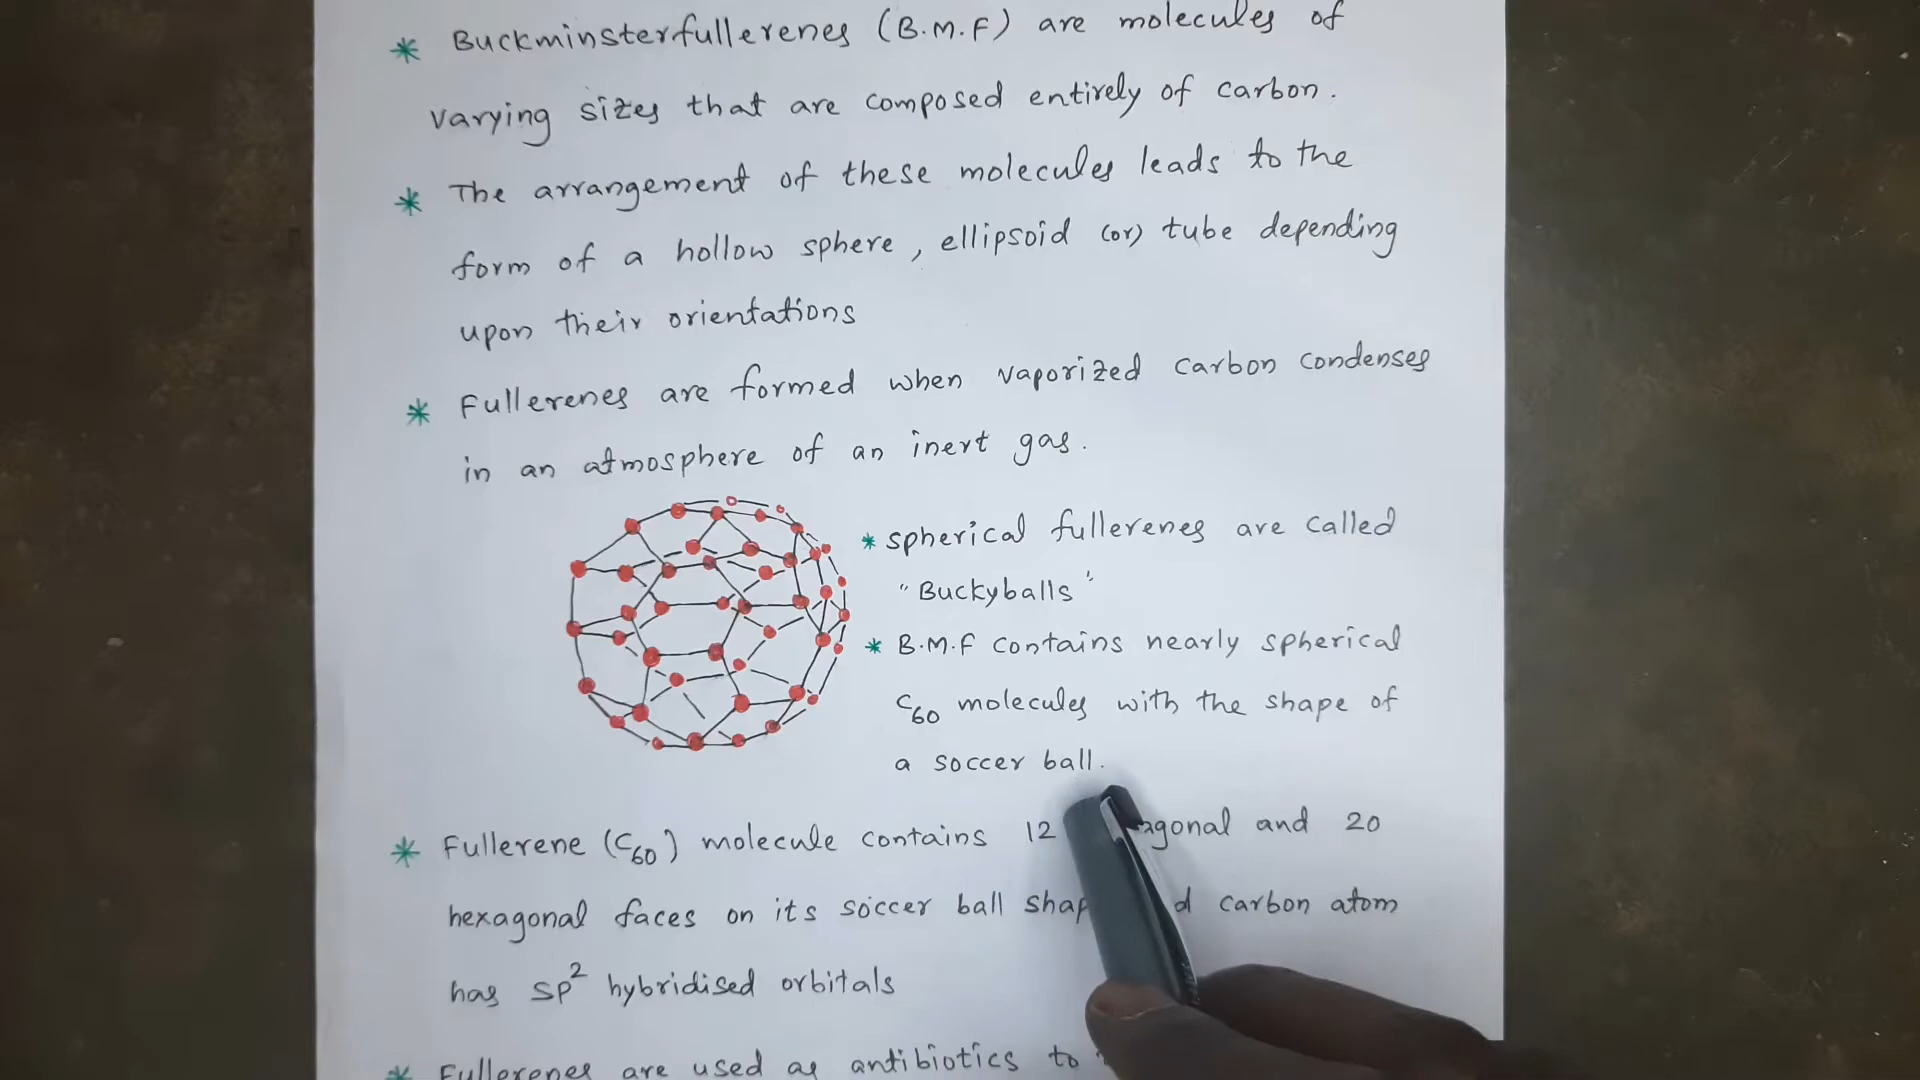 * Buckminsterfullerenes (B.M.F) are molecules of
varying sizes that are composed entirely of carbon.
* The arrangement of these molecules leads to the
form of a hollow sphere, ellipsoid (or) tube depending
upon their orientations
* Fullerenes are formed when vaporized carbon condenses
in an atmosphere of an inert gas.
* spherical fullerenes are called
"Buckyballs"
* B.M.F contains nearly spherical
C60 molecules with the shape of
a soccer ball.
* Fullerene (C60) molecule contains 12 and 20
hexagonal faces on its soccer ball carbon atom
has sp² hybridised orbitals
* Fullerenes are used as antibiotics to